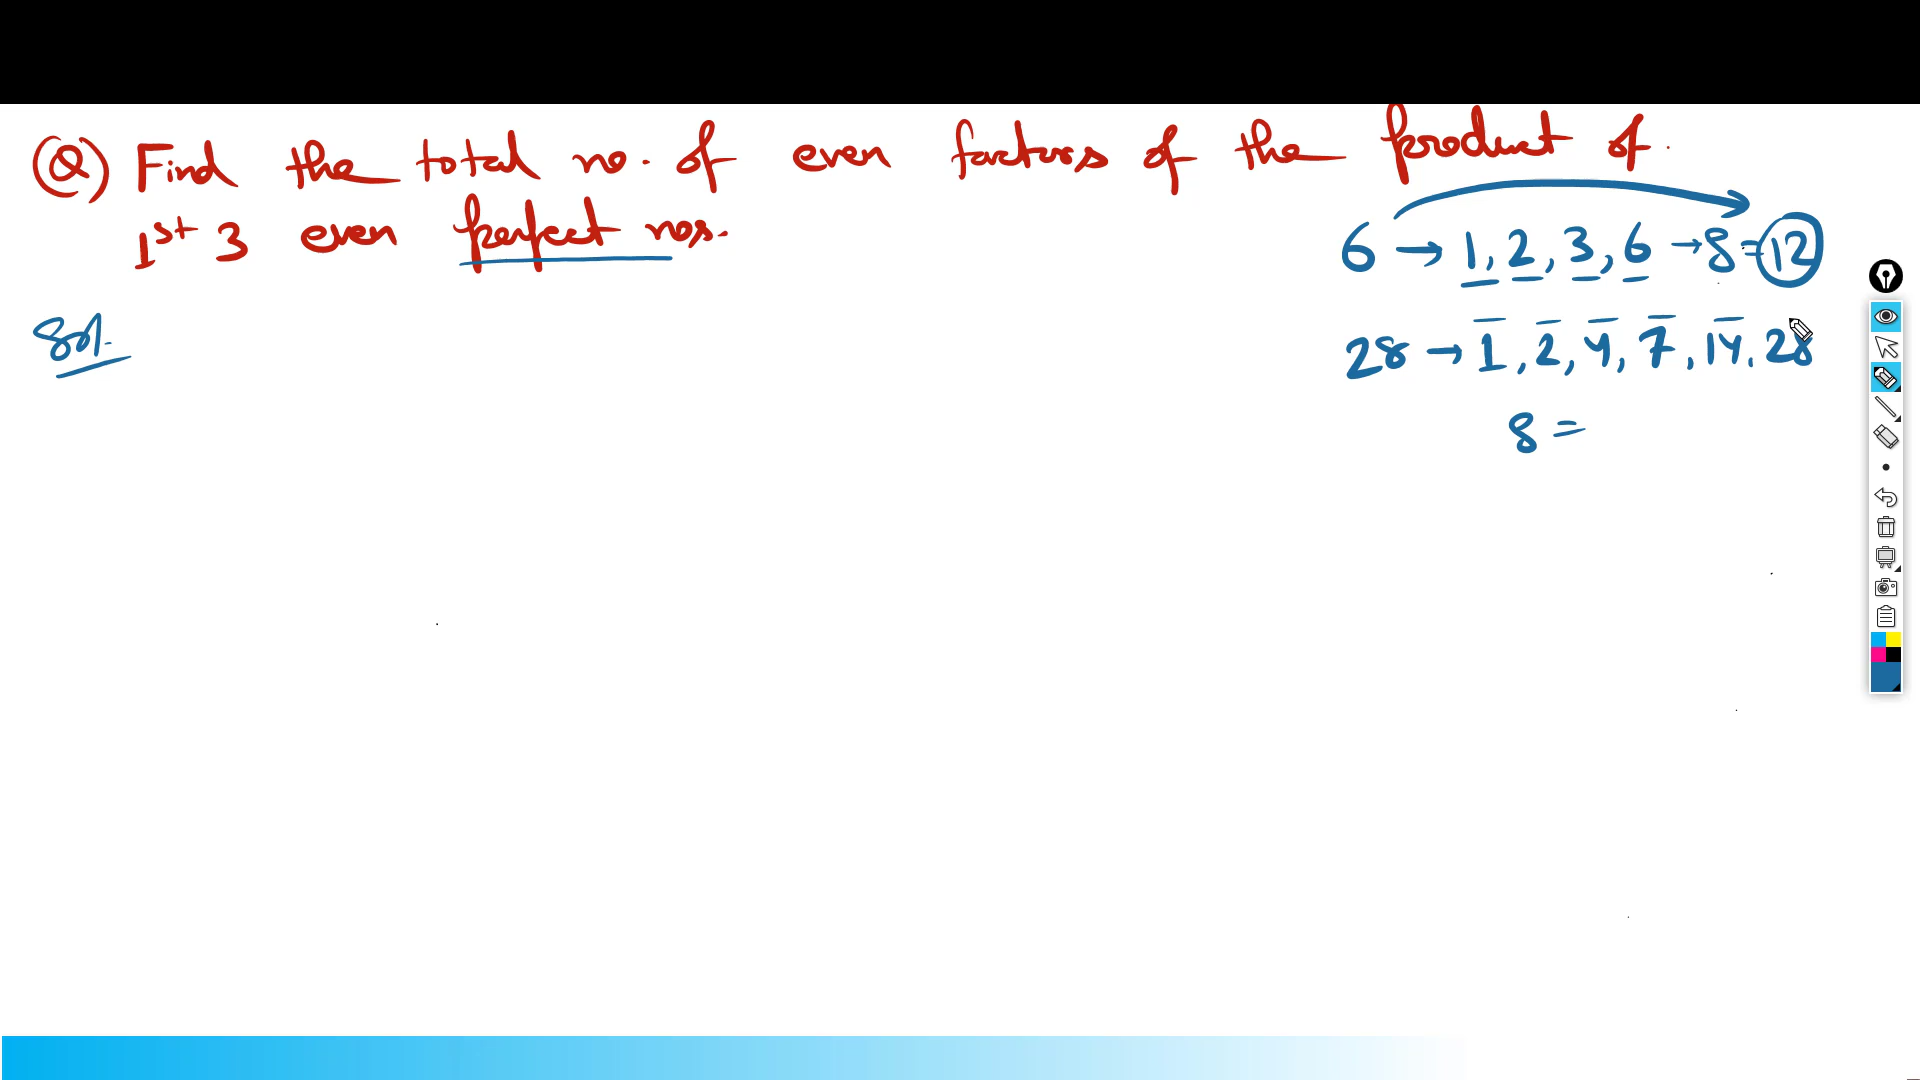 (Q) Find the total no. of even factors of the product of
1st 3 even perfect nos.
6 → 1, 2, 3, 6 → 8 = 12
Sol.
28 → 1, 2, 4, 7, 14, 28
8 =